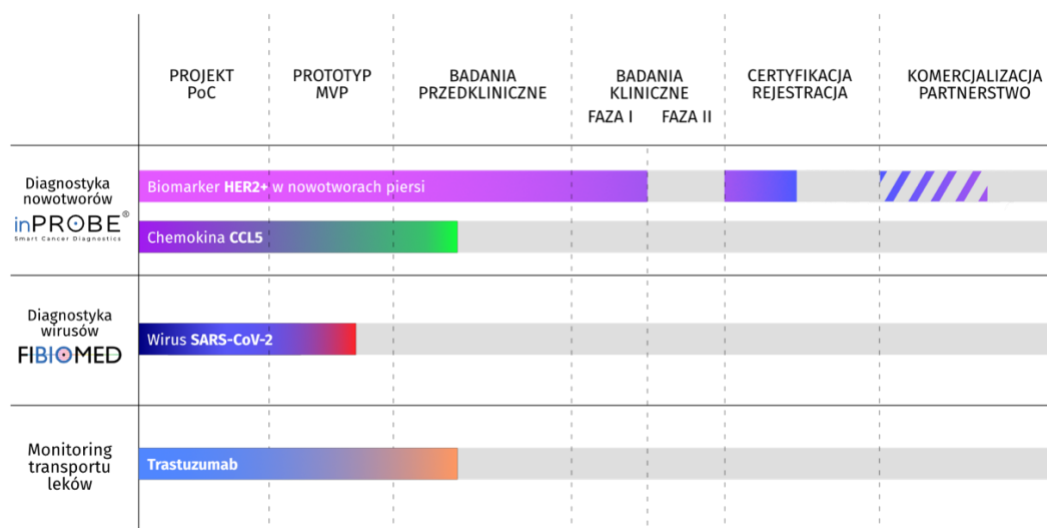 PROJEKT
PoC
PROTOTYP
MVP
BADANIA
PRZEDKLINICZNE
BADANIA
KLINICZNE
FAZA I
FAZA II
CERTYFIKACJA
REJESTRACJA
KOMERCJALIZACJA
PARTNERSTWO
Diagnostyka
nowotworów
inPROBE®
Smart Cancer Diagnostics
Biomarker HER2+ w nowotworach piersi
Chemokina CCL5
Diagnostyka
wirusów
FIBIOMED
Wirus SARS-CoV-2
Monitoring
transportu
leków
Trastuzumab